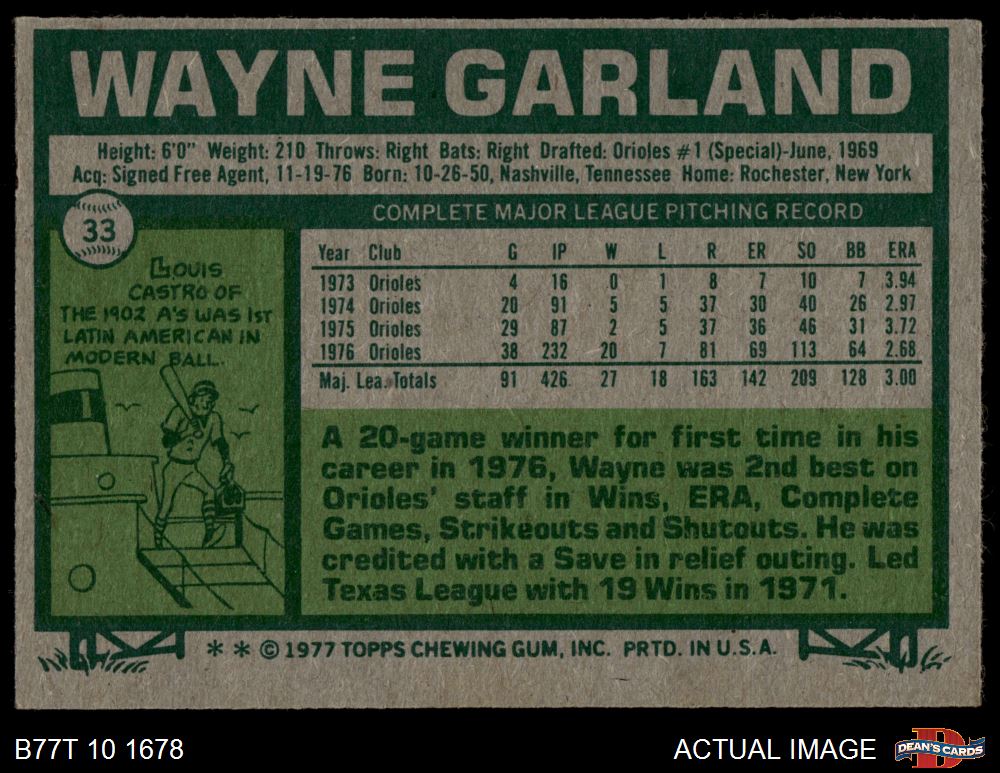 WAYNE GARLAND
Height: 6'0" Weight: 210 Throws: Right Bats: Right Drafted: Orioles #1 (Special)-June, 1969
Acq: Signed Free Agent, 11-19-76 Born: 10-26-50, Nashville, Tennessee Home: Rochester, New York
33
COMPLETE MAJOR LEAGUE PITCHING RECORD
LOUIS
CASTRO OF
THE 1902 A'S WAS 1ST
LATIN AMERICAN IN
MODERN BALL.
Year Club G IP W L R ER SO BB ERA
1973 Orioles 4 16 0 1 8 7 10 7 3.94
1974 Orioles 20 91 5 5 37 30 40 26 2.97
1975 Orioles 29 87 2 5 37 36 46 31 3.72
1976 Orioles 38 232 20 7 81 69 113 64 2.68
Maj. Lea. Totals 91 426 27 18 163 142 209 128 3.00
A 20-game winner for first time in his
career in 1976, Wayne was 2nd best on
Orioles' staff in Wins, ERA, Complete
Games, Strikeouts and Shutouts. He was
credited with a Save in relief outing. Led
Texas League with 19 Wins in 1971.
* * © 1977 TOPPS CHEWING GUM, INC. PRTD. IN U.S.A.
B77T 10 1678
ACTUAL IMAGE
D
DEAN'S CARDS